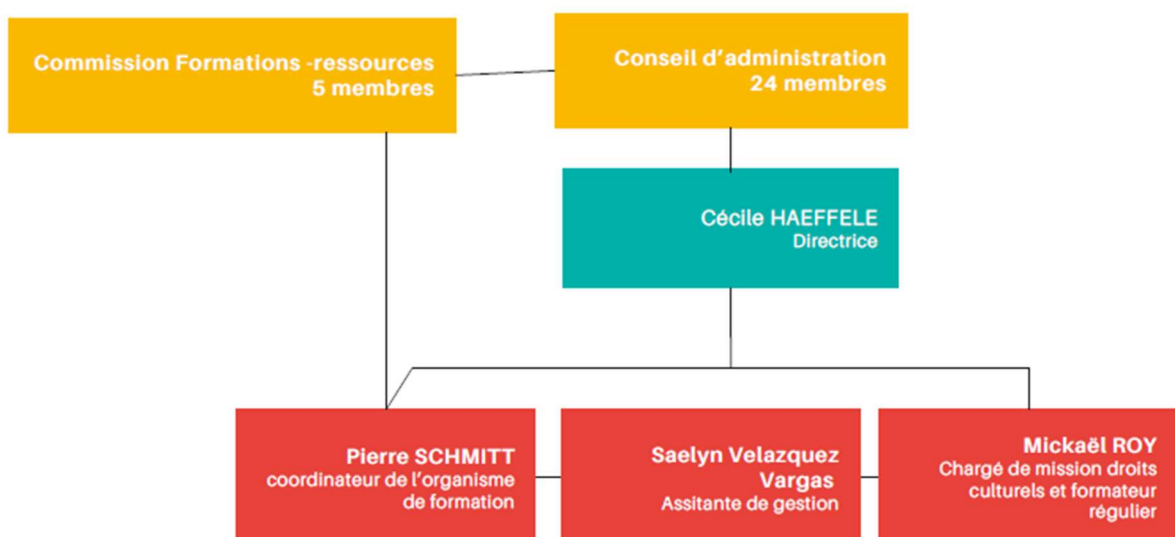 Commission Formations -ressources
5 membres
Conseil d'administration
24 membres
Cécile HAEFFELE
Directrice
Pierre SCHMITT
coordinateur de l'organisme
de formation
Saelyn Velazquez
Vargas
Assitante de gestion
Mickaël ROY
Chargé de mission droits
culturels et formateur
régulier